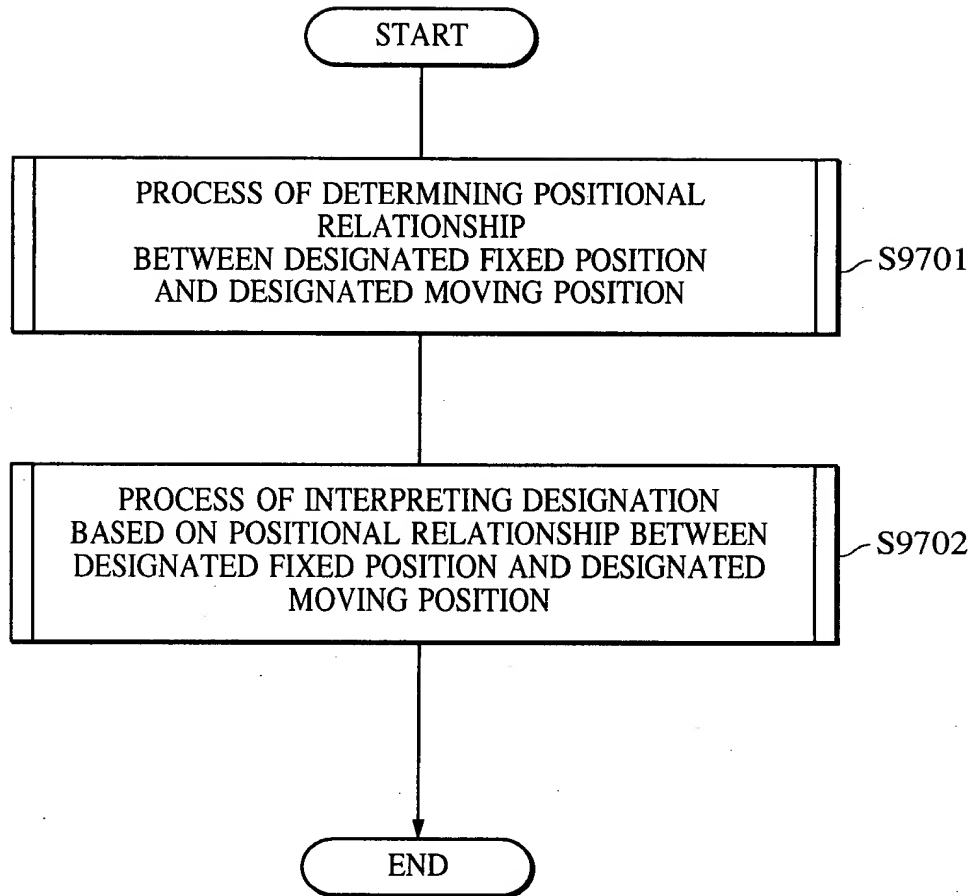 START
PROCESS OF DETERMINING POSITIONAL
RELATIONSHIP
BETWEEN DESIGNATED FIXED POSITION
AND DESIGNATED MOVING POSITION
S9701
PROCESS OF INTERPRETING DESIGNATION
BASED ON POSITIONAL RELATIONSHIP BETWEEN
DESIGNATED FIXED POSITION AND DESIGNATED
MOVING POSITION
S9702
END